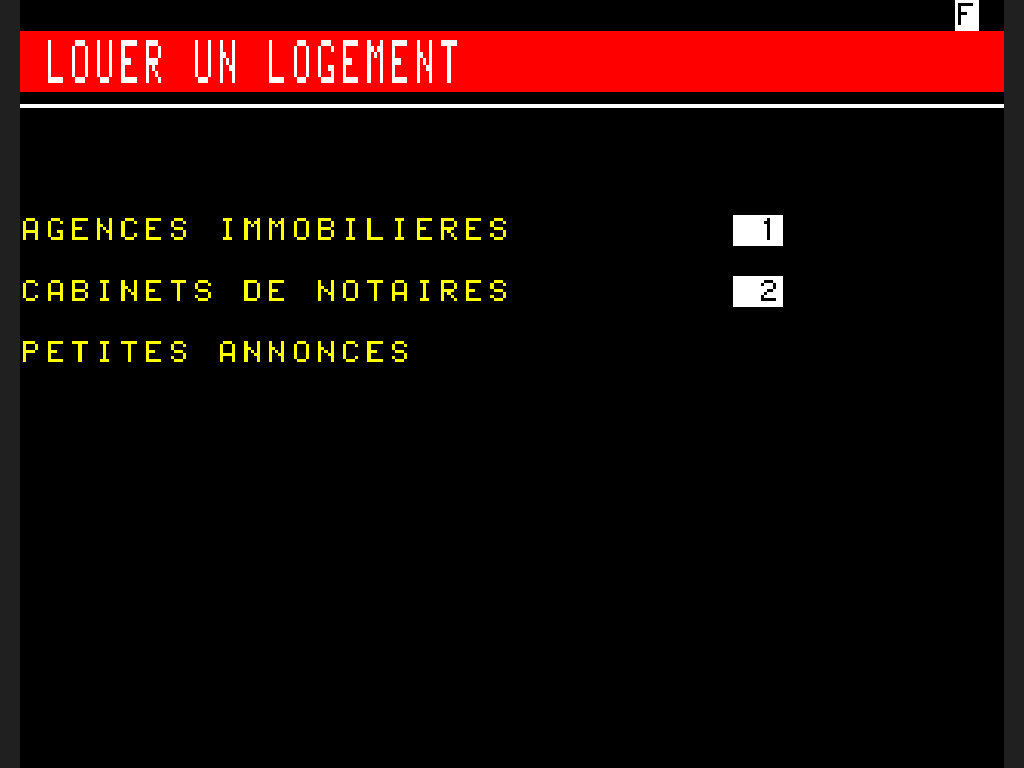 F
LOUER UN LOGEMENT
AGENCES IMMOBILIERES 1
CABINETS DE NOTAIRES 2
PETITES ANNONCES